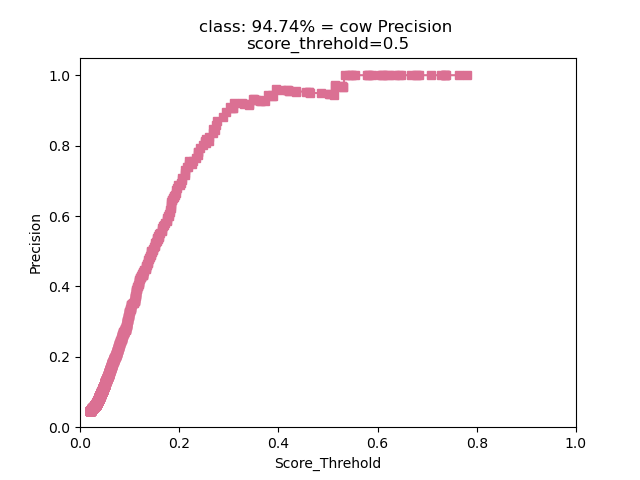 class: 94.74% = cow Precision
score_threhold=0.5
1.0
0.8
0.6
0.4
0.2
0.0
Precision
0.0 0.2 0.4 0.6 0.8 1.0
Score_Threhold